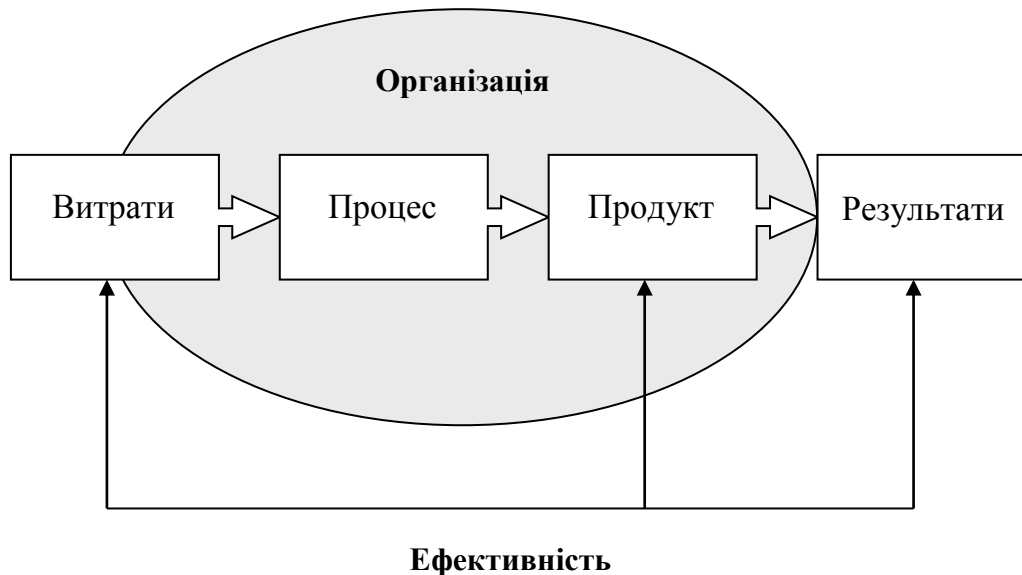 Організація
Витрати
Процес
Продукт
Результати
Ефективність